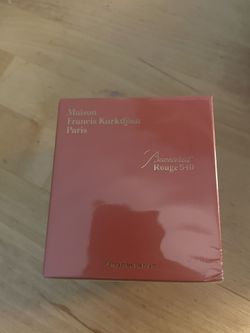 Maison
Francis Kurkdjian
Paris
Baccarat
Rouge 540